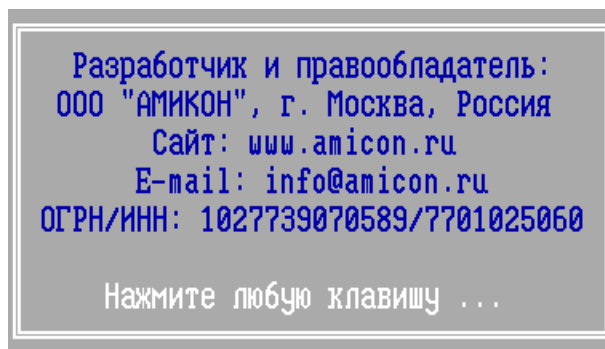 Разработчик и правообладатель:
ООО "АМИКОН", г. Москва, Россия
Сайт: www.amicon.ru
E-mail: info@amicon.ru
ОГРН/ИНН: 1027739070589/7701025060
Нажмите любую клавишу ...